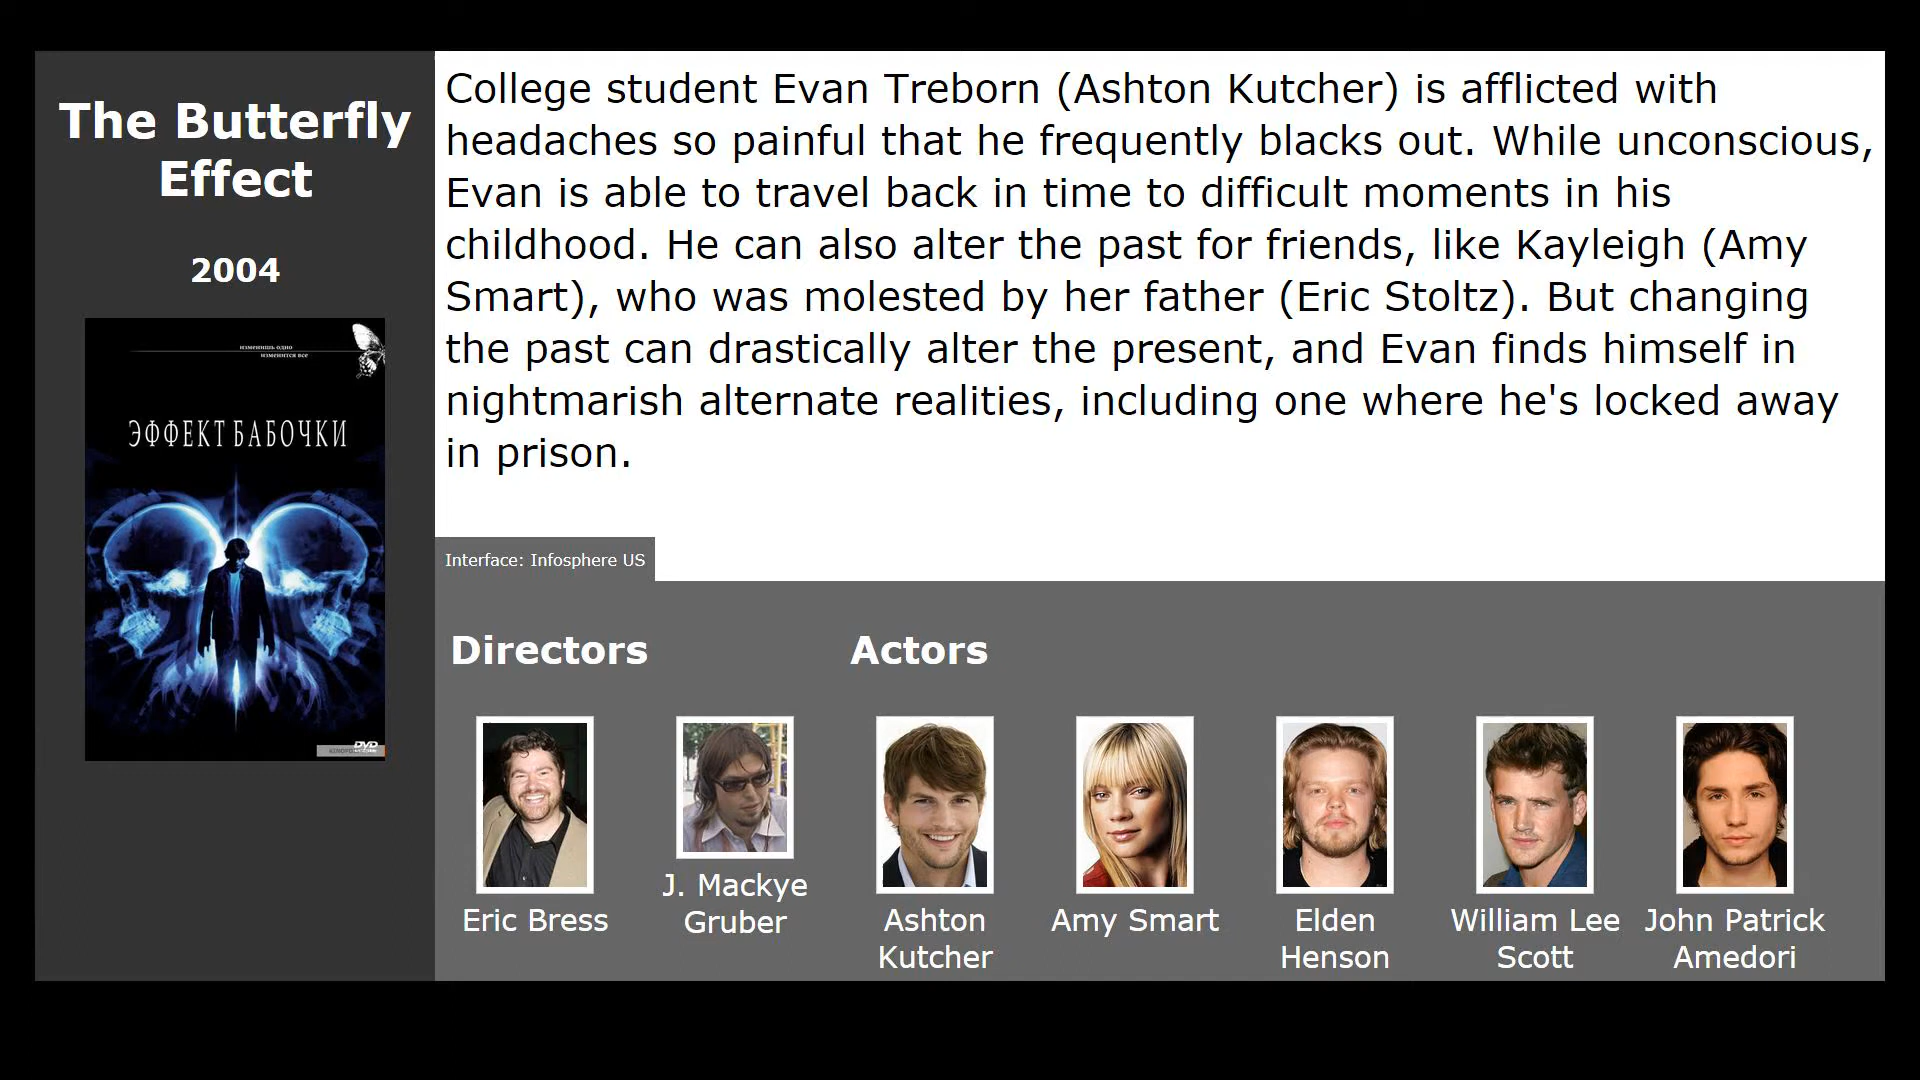 The Butterfly
Effect
2004
изменишь одно
изменится все
ЭФФЕКТ БАБОЧКИ
DVD
College student Evan Treborn (Ashton Kutcher) is afflicted with
headaches so painful that he frequently blacks out. While unconscious,
Evan is able to travel back in time to difficult moments in his
childhood. He can also alter the past for friends, like Kayleigh (Amy
Smart), who was molested by her father (Eric Stoltz). But changing
the past can drastically alter the present, and Evan finds himself in
nightmarish alternate realities, including one where he's locked away
in prison.
Interface: Infosphere US
Directors
Actors
Eric Bress
J. Mackye
Gruber
Ashton
Kutcher
Amy Smart
Elden
Henson
William Lee
Scott
John Patrick
Amedori